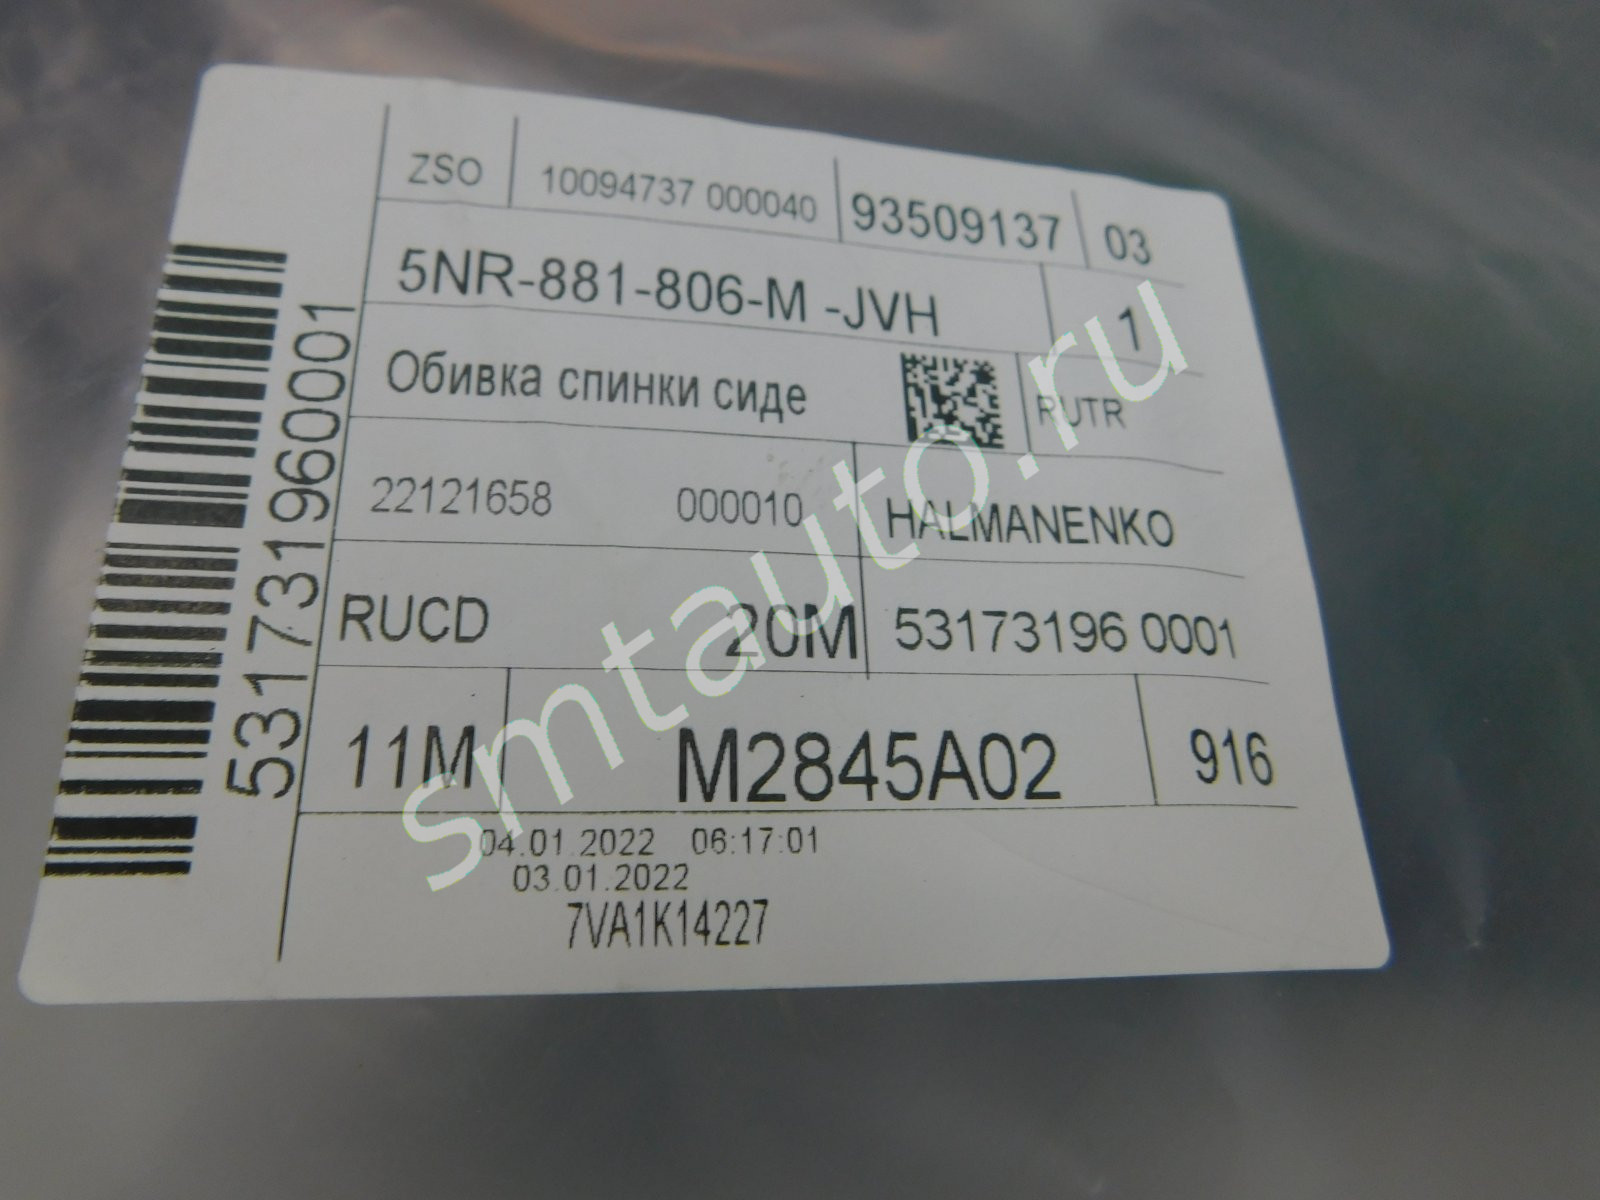 ZSO 10094737 000040 93509137 03
5NR-881-806-M -JVH 1
Обивка спинки сиде RUTR
22121658 000010 HALMANENKO
RUCD 20M 53173196 0001
11M M2845A02 916
04.01.2022 06:17:01
03.01.2022
7VA1K14227
531731960001
smtauto.ru